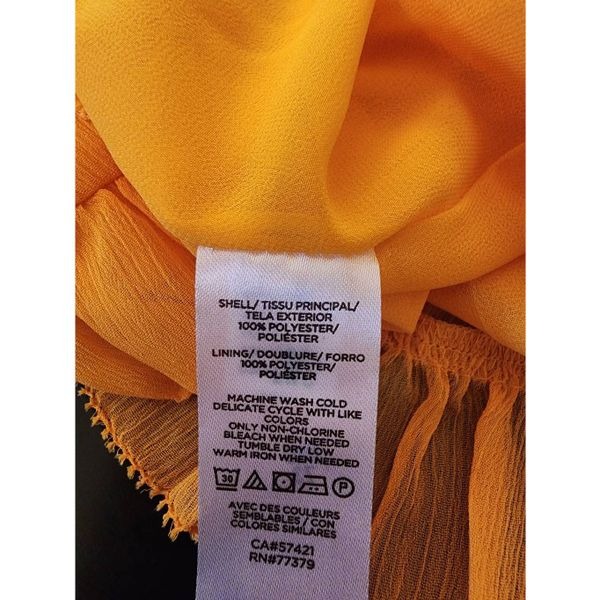 SHELL/ TISSU PRINCIPAL/
TELA EXTERIOR
100% POLYESTER/
POLIÉSTER
LINING/ DOUBLURE/ FORRO
100% POLYESTER/
POLIÉSTER
MACHINE WASH COLD
DELICATE CYCLE WITH LIKE
COLORS
ONLY NON-CHLORINE
BLEACH WHEN NEEDED
TUMBLE DRY LOW
WARM IRON WHEN NEEDED
30 P
AVEC DES COULEURS
SEMBLABLES / CON
COLORES SIMILARES
CA#57421
RN#77379